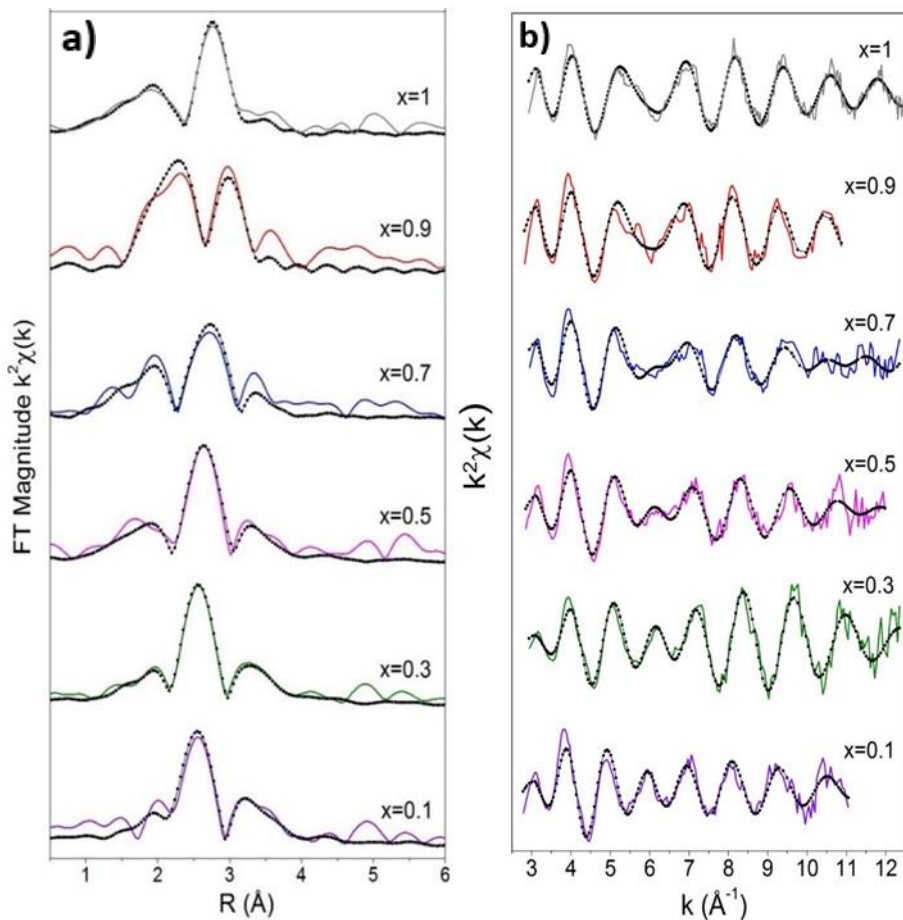 a)
x=1
x=0.9
x=0.7
x=0.5
x=0.3
x=0.1
FT Magnitude k²χ(k)
1 2 3 4 5 6
R (Å)
b)
x=1
x=0.9
x=0.7
x=0.5
x=0.3
x=0.1
k²χ(k)
3 4 5 6 7 8 9 10 11 12
k (Å⁻¹)